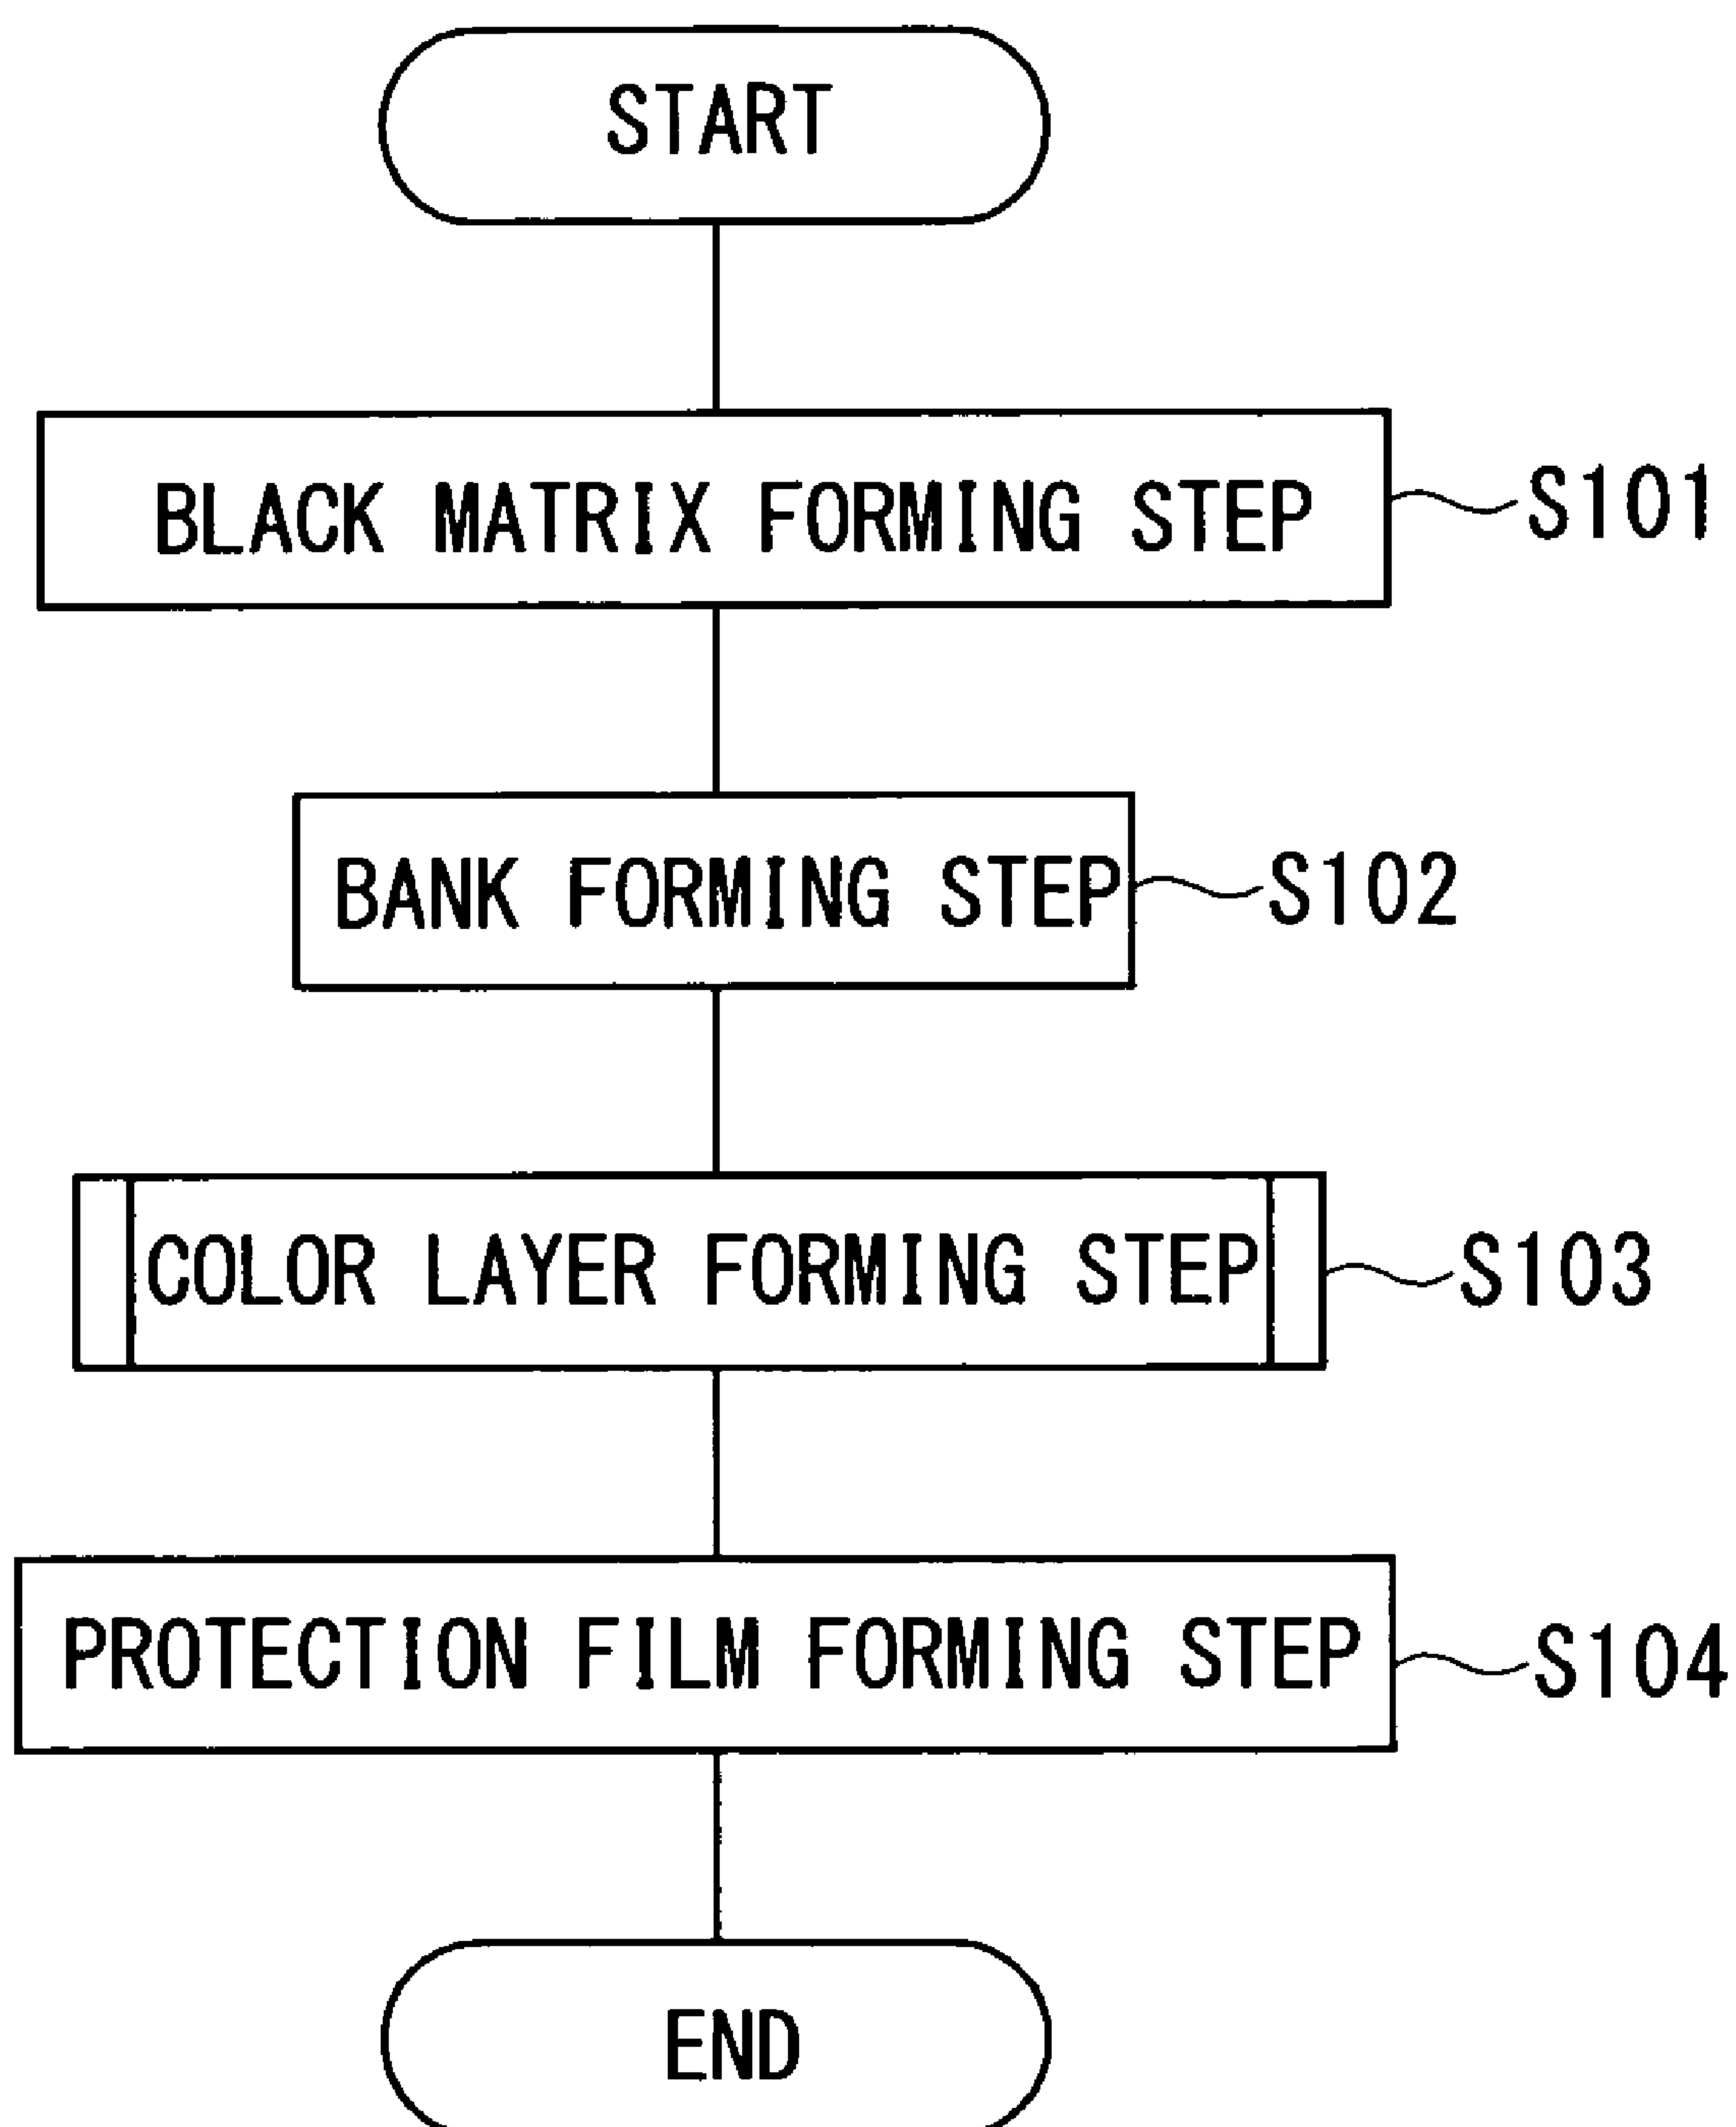 START
BLACK MATRIX FORMING STEP S101
BANK FORMING STEP S102
COLOR LAYER FORMING STEP S103
PROTECTION FILM FORMING STEP S104
END